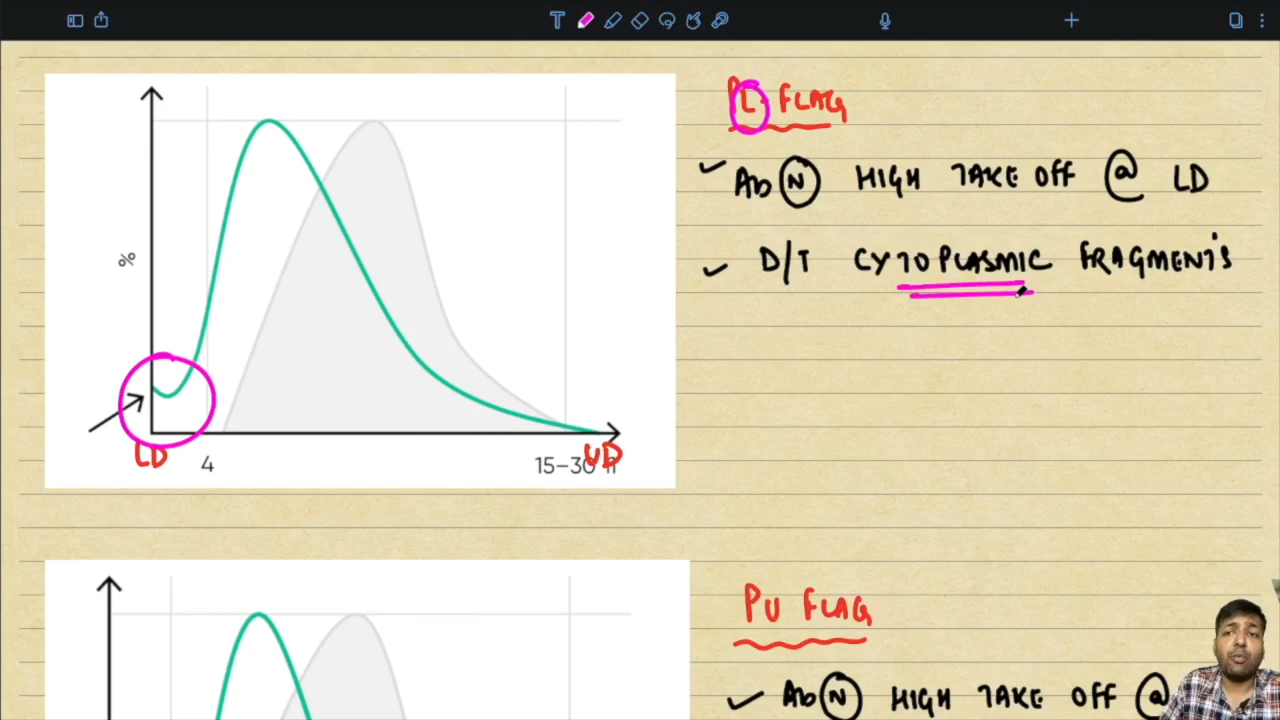 PL FLAG
Ab N HIGH TAKE OFF @ LD
D/T CYTOPLASMIC FRAGMENTS
%
LD
4
15–30 fl
UD
PU FLAG
Ab N HIGH TAKE OFF @